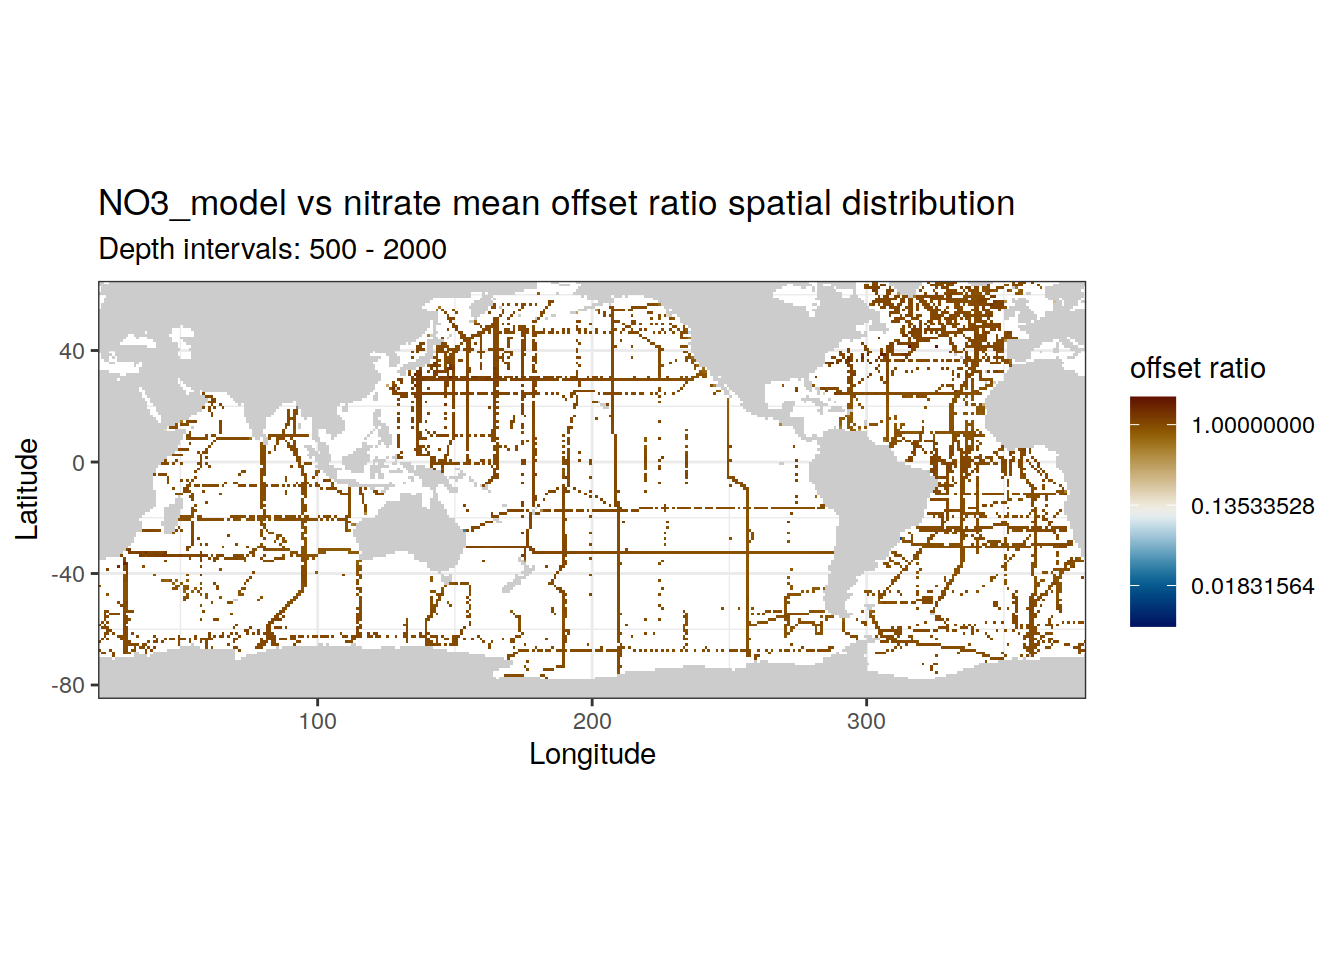 NO3_model vs nitrate mean offset ratio spatial distribution
Depth intervals: 500 - 2000
offset ratio
1.00000000
0.13533528
0.01831564
40
0
-40
-80
Latitude
100
200
300
Longitude